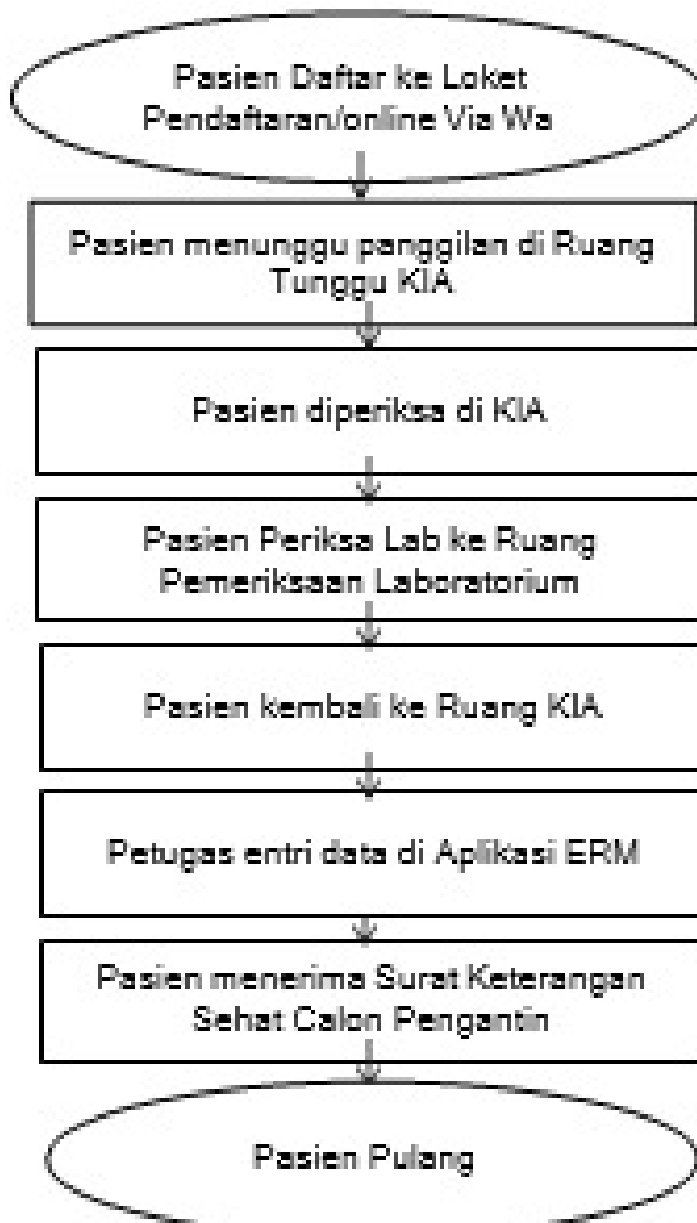 Pasien Daftar ke Loket
Pendaftaran/online Via Wa
Pasien menunggu panggilan di Ruang
Tunggu KIA
Pasien diperiksa di KIA
Pasien Periksa Lab ke Ruang
Pemeriksaan Laboratorium
Pasien kembali ke Ruang KIA
Petugas entri data di Aplikasi ERM
Pasien menerima Surat Keterangan
Sehat Calon Pengantin
Pasien Pulang